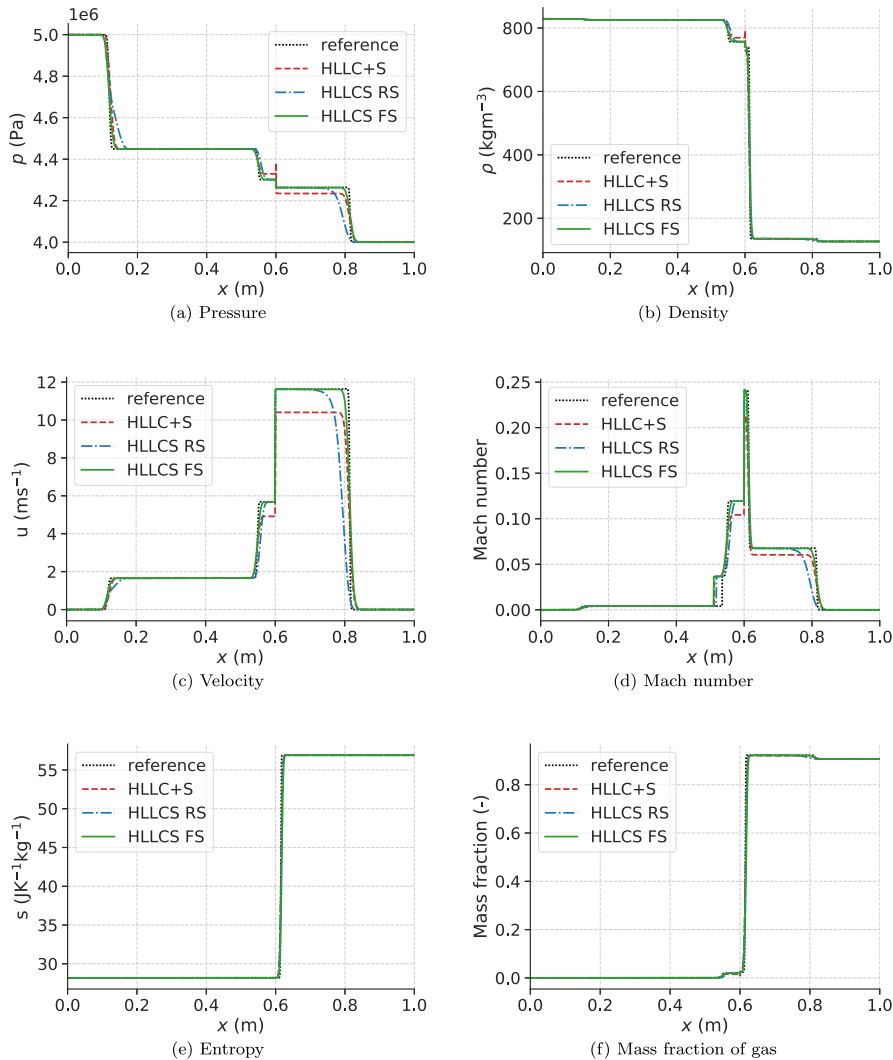 1e6
5.0
4.8
4.6
4.4
4.2
4.0
p (Pa)
reference
HLLC+S
HLLCS RS
HLLCS FS
0.0 0.2 0.4 0.6 0.8 1.0
x (m)
(a) Pressure
800
600
400
200
ρ (kgm⁻³)
reference
HLLC+S
HLLCS RS
HLLCS FS
0.0 0.2 0.4 0.6 0.8 1.0
x (m)
(b) Density
12
10
8
6
4
2
0
u (ms⁻¹)
reference
HLLC+S
HLLCS RS
HLLCS FS
0.0 0.2 0.4 0.6 0.8 1.0
x (m)
(c) Velocity
0.25
0.20
0.15
0.10
0.05
0.00
Mach number
reference
HLLC+S
HLLCS RS
HLLCS FS
0.0 0.2 0.4 0.6 0.8 1.0
x (m)
(d) Mach number
55
50
45
40
35
30
s (JK⁻¹kg⁻¹)
reference
HLLC+S
HLLCS RS
HLLCS FS
0.0 0.2 0.4 0.6 0.8 1.0
x (m)
(e) Entropy
0.8
0.6
0.4
0.2
0.0
Mass fraction (-)
reference
HLLC+S
HLLCS RS
HLLCS FS
0.0 0.2 0.4 0.6 0.8 1.0
x (m)
(f) Mass fraction of gas